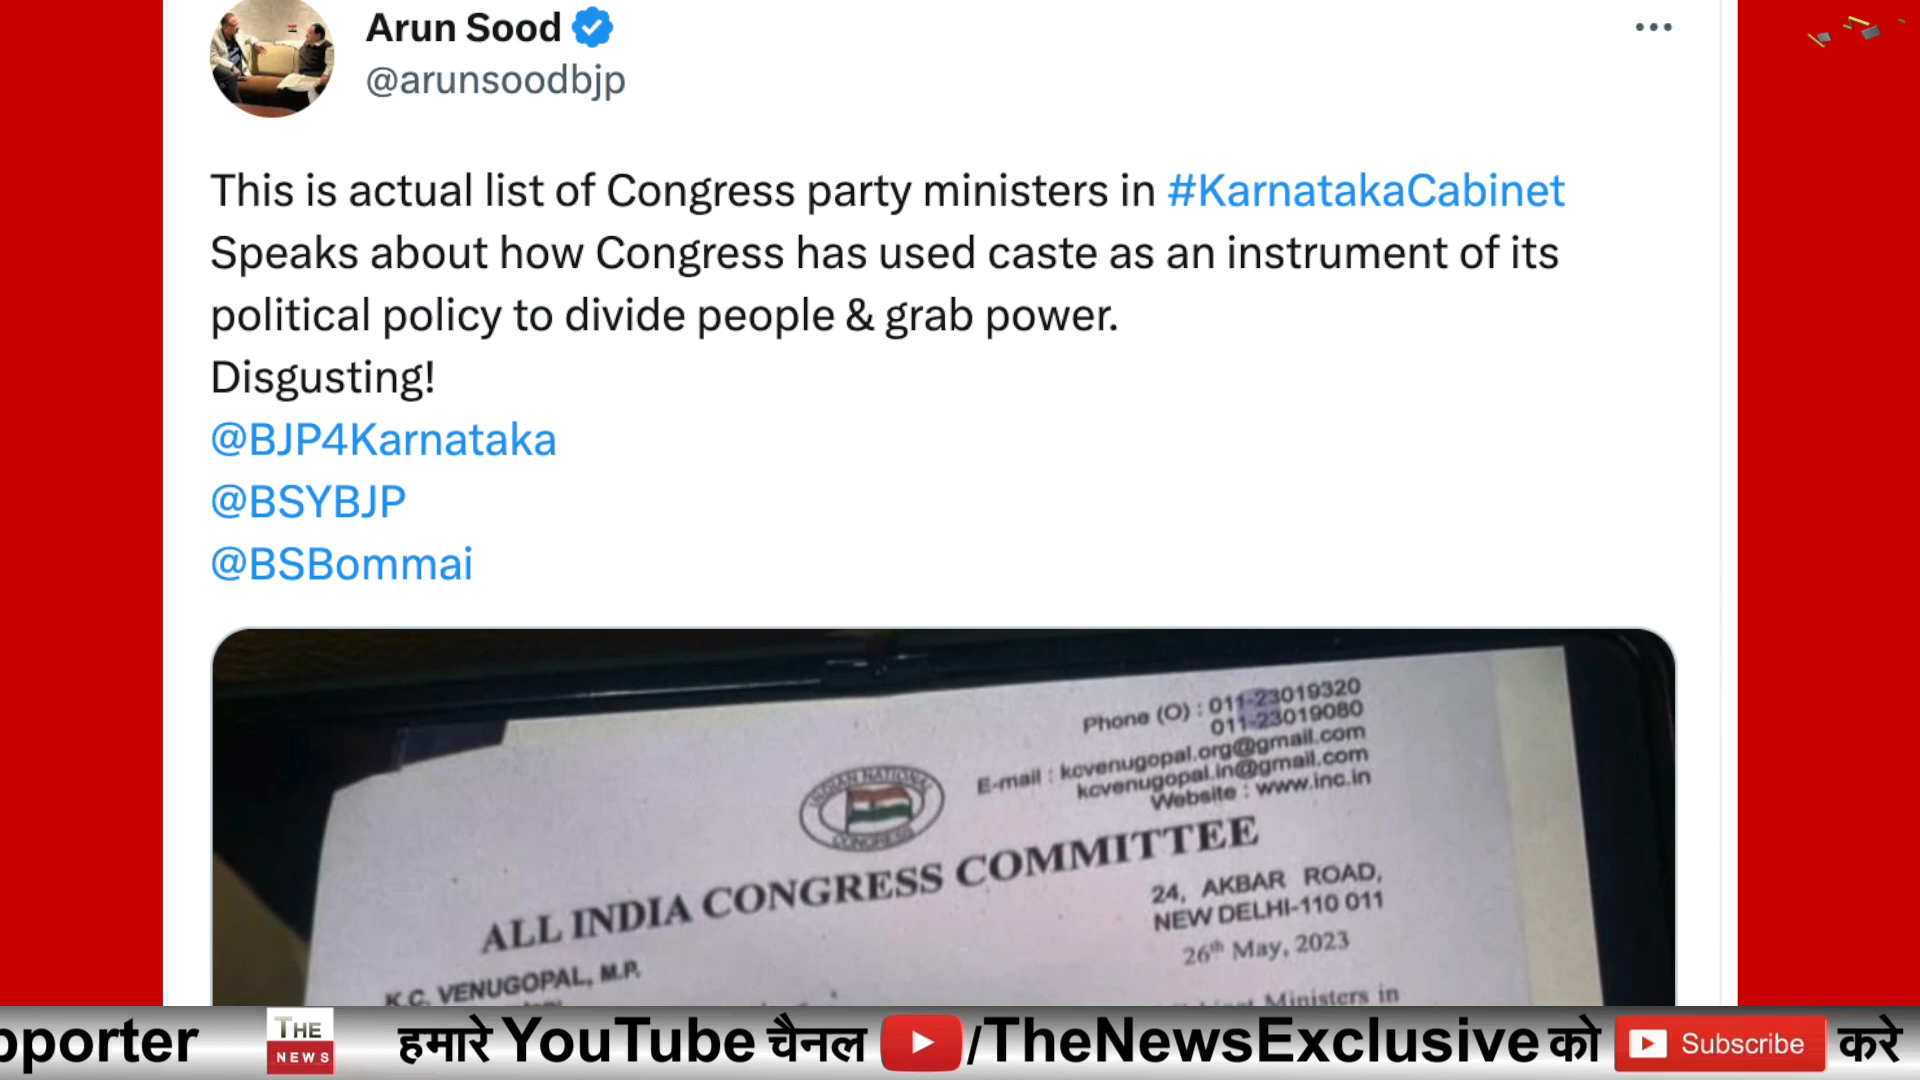 Arun Sood
@arunsoodbjp
This is actual list of Congress party ministers in #KarnatakaCabinet
Speaks about how Congress has used caste as an instrument of its
political policy to divide people & grab power.
Disgusting!
@BJP4Karnataka
@BSYBJP
@BSBommai
Phone (O) : 011-23019320
011-23019080
E-mail : kcvenugopal.org@gmail.com
kcvenugopal.in@gmail.com
Website : www.inc.in
INDIAN NATIONAL
CONGRESS
ALL INDIA CONGRESS COMMITTEE
24, AKBAR ROAD,
NEW DELHI-110 011
26th May, 2023
K.C. VENUGOPAL, M.P.
Ministers in
pporter THE NEWS हमारे YouTube चैनल /TheNewsExclusive को Subscribe करे